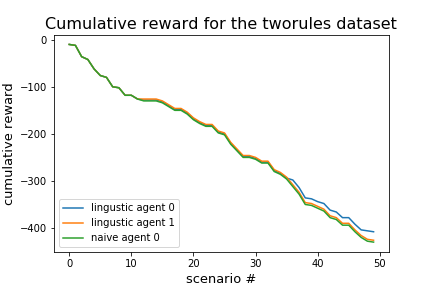 Cumulative reward for the tworules dataset
0
−100
−200
−300
−400
cumulative reward
lingustic agent 0
lingustic agent 1
naive agent 0
0 10 20 30 40 50
scenario #